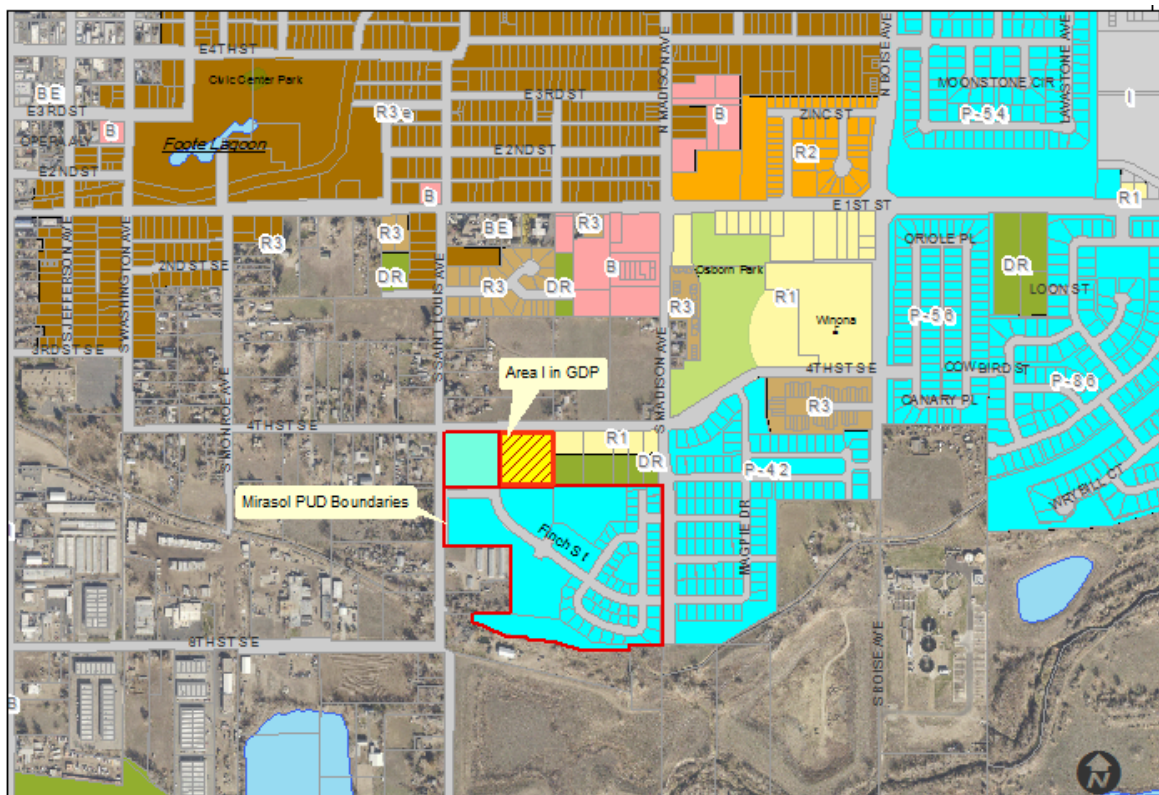 E 4TH ST
Civic Center Park
BE
E 3RD ST
B
OPERA ALY
Foote Lagoon
E 2ND ST
R3
e
E 3RD ST
E 2ND ST
B
N MADISON AVE
B
ZINC ST
R2
N BOISE AVE
MOONSTONE CIR
LAVASTONE AVE
P-54
I
E 1ST ST
R1
S JEFFERSON AVE
S WASHINGTON AVE
2ND ST SE
3RD ST SE
R3
R3
DR
S SAINT LOUIS AVE
BE
R3
R3
DR
B
Osborn Park
R3
R1
Winona
ORIOLE PL
DR
LOON ST
P-56
COWBIRD ST
P-86
CANARY PL
WRYBILL CT
S MONROE AVE
4TH ST SE
Area I in GDP
S MADISON AVE
4TH ST SE
R3
R1
DR
P-42
Mirasol PUD Boundaries
Finch St
MAGPIE DR
8TH ST SE
S BOISE AVE
B
N